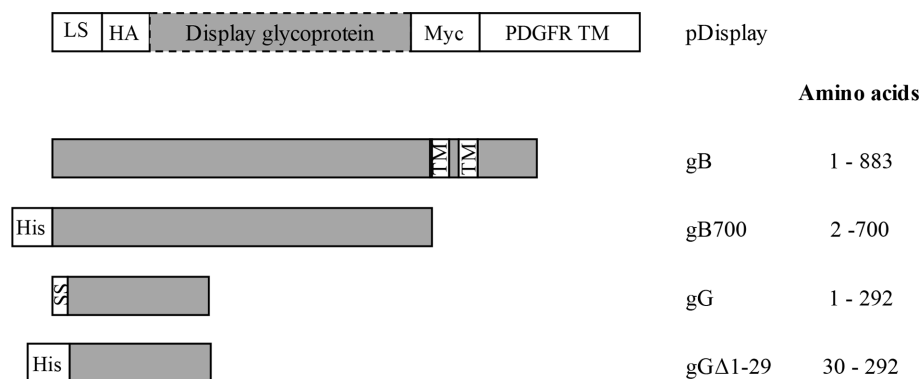 LS HA Display glycoprotein Myc PDGFR TM pDisplay
Amino acids
TM TM gB 1 - 883
His gB700 2 -700
SS gG 1 - 292
His gGΔ1-29 30 - 292